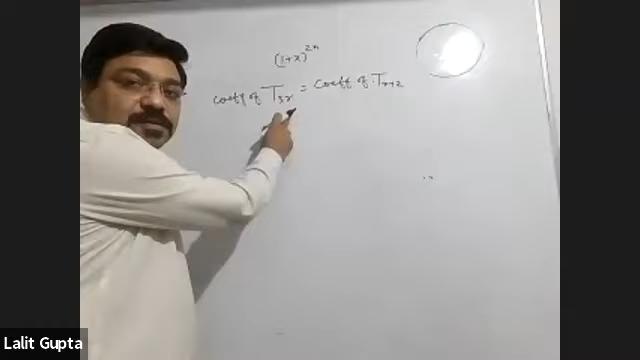 (1+x)^2n
coeff of T3r = coeff. of. Tr+2
Lalit Gupta